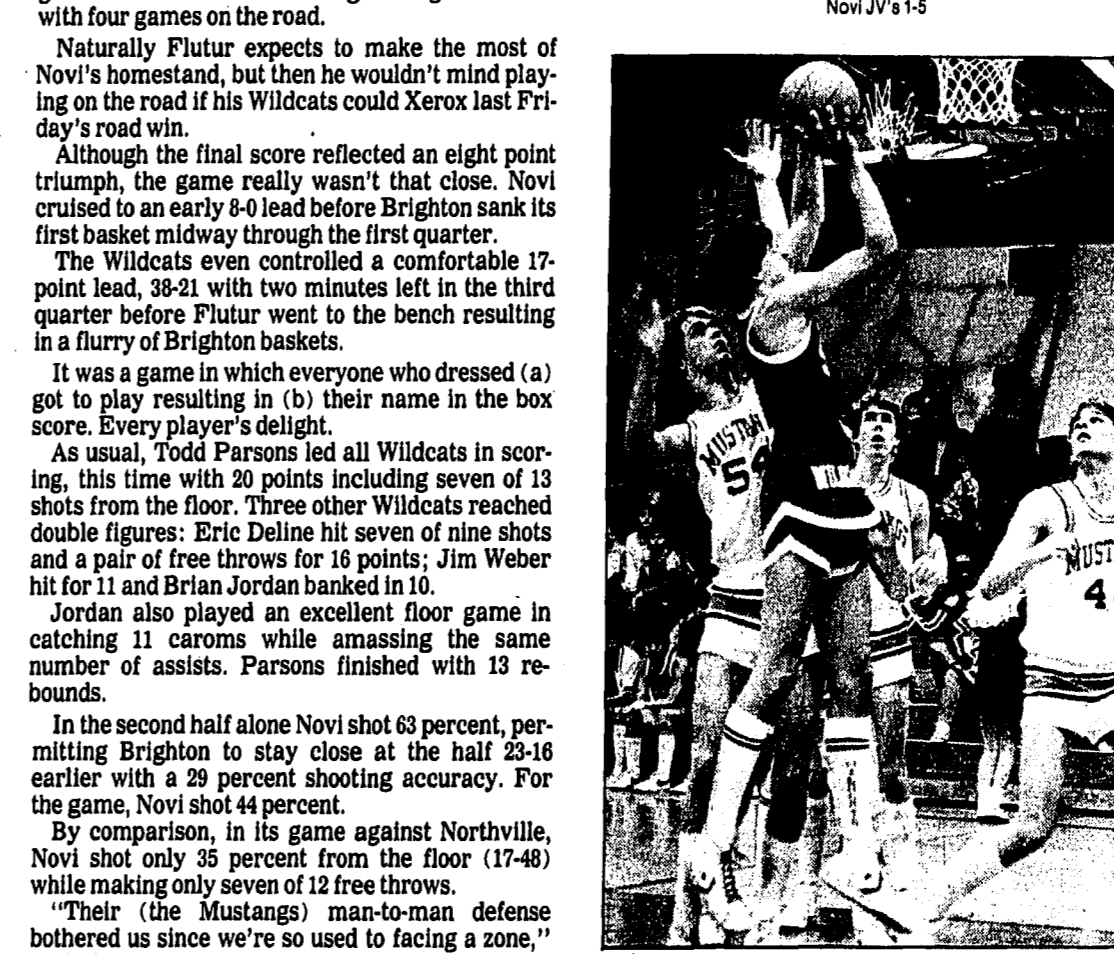 with four games on the road.
Naturally Flutur expects to make the most of
Novi's homestand, but then he wouldn't mind play-
ing on the road if his Wildcats could Xerox last Fri-
day's road win.
Although the final score reflected an eight point
triumph, the game really wasn't that close. Novi
cruised to an early 8-0 lead before Brighton sank its
first basket midway through the first quarter.
The Wildcats even controlled a comfortable 17-
point lead, 38-21 with two minutes left in the third
quarter before Flutur went to the bench resulting
in a flurry of Brighton baskets.
It was a game in which everyone who dressed (a)
got to play resulting in (b) their name in the box
score. Every player's delight.
As usual, Todd Parsons led all Wildcats in scor-
ing, this time with 20 points including seven of 13
shots from the floor. Three other Wildcats reached
double figures: Eric Deline hit seven of nine shots
and a pair of free throws for 16 points; Jim Weber
hit for 11 and Brian Jordan banked in 10.
Jordan also played an excellent floor game in
catching 11 caroms while amassing the same
number of assists. Parsons finished with 13 re-
bounds.
In the second half alone Novi shot 63 percent, per-
mitting Brighton to stay close at the half 23-16
earlier with a 29 percent shooting accuracy. For
the game, Novi shot 44 percent.
By comparison, in its game against Northville,
Novi shot only 35 percent from the floor (17-48)
while making only seven of 12 free throws.
"Their (the Mustangs) man-to-man defense
bothered us since we're so used to facing a zone,"
Novi JV's 1-5
MUSTAN
5
MUST
4